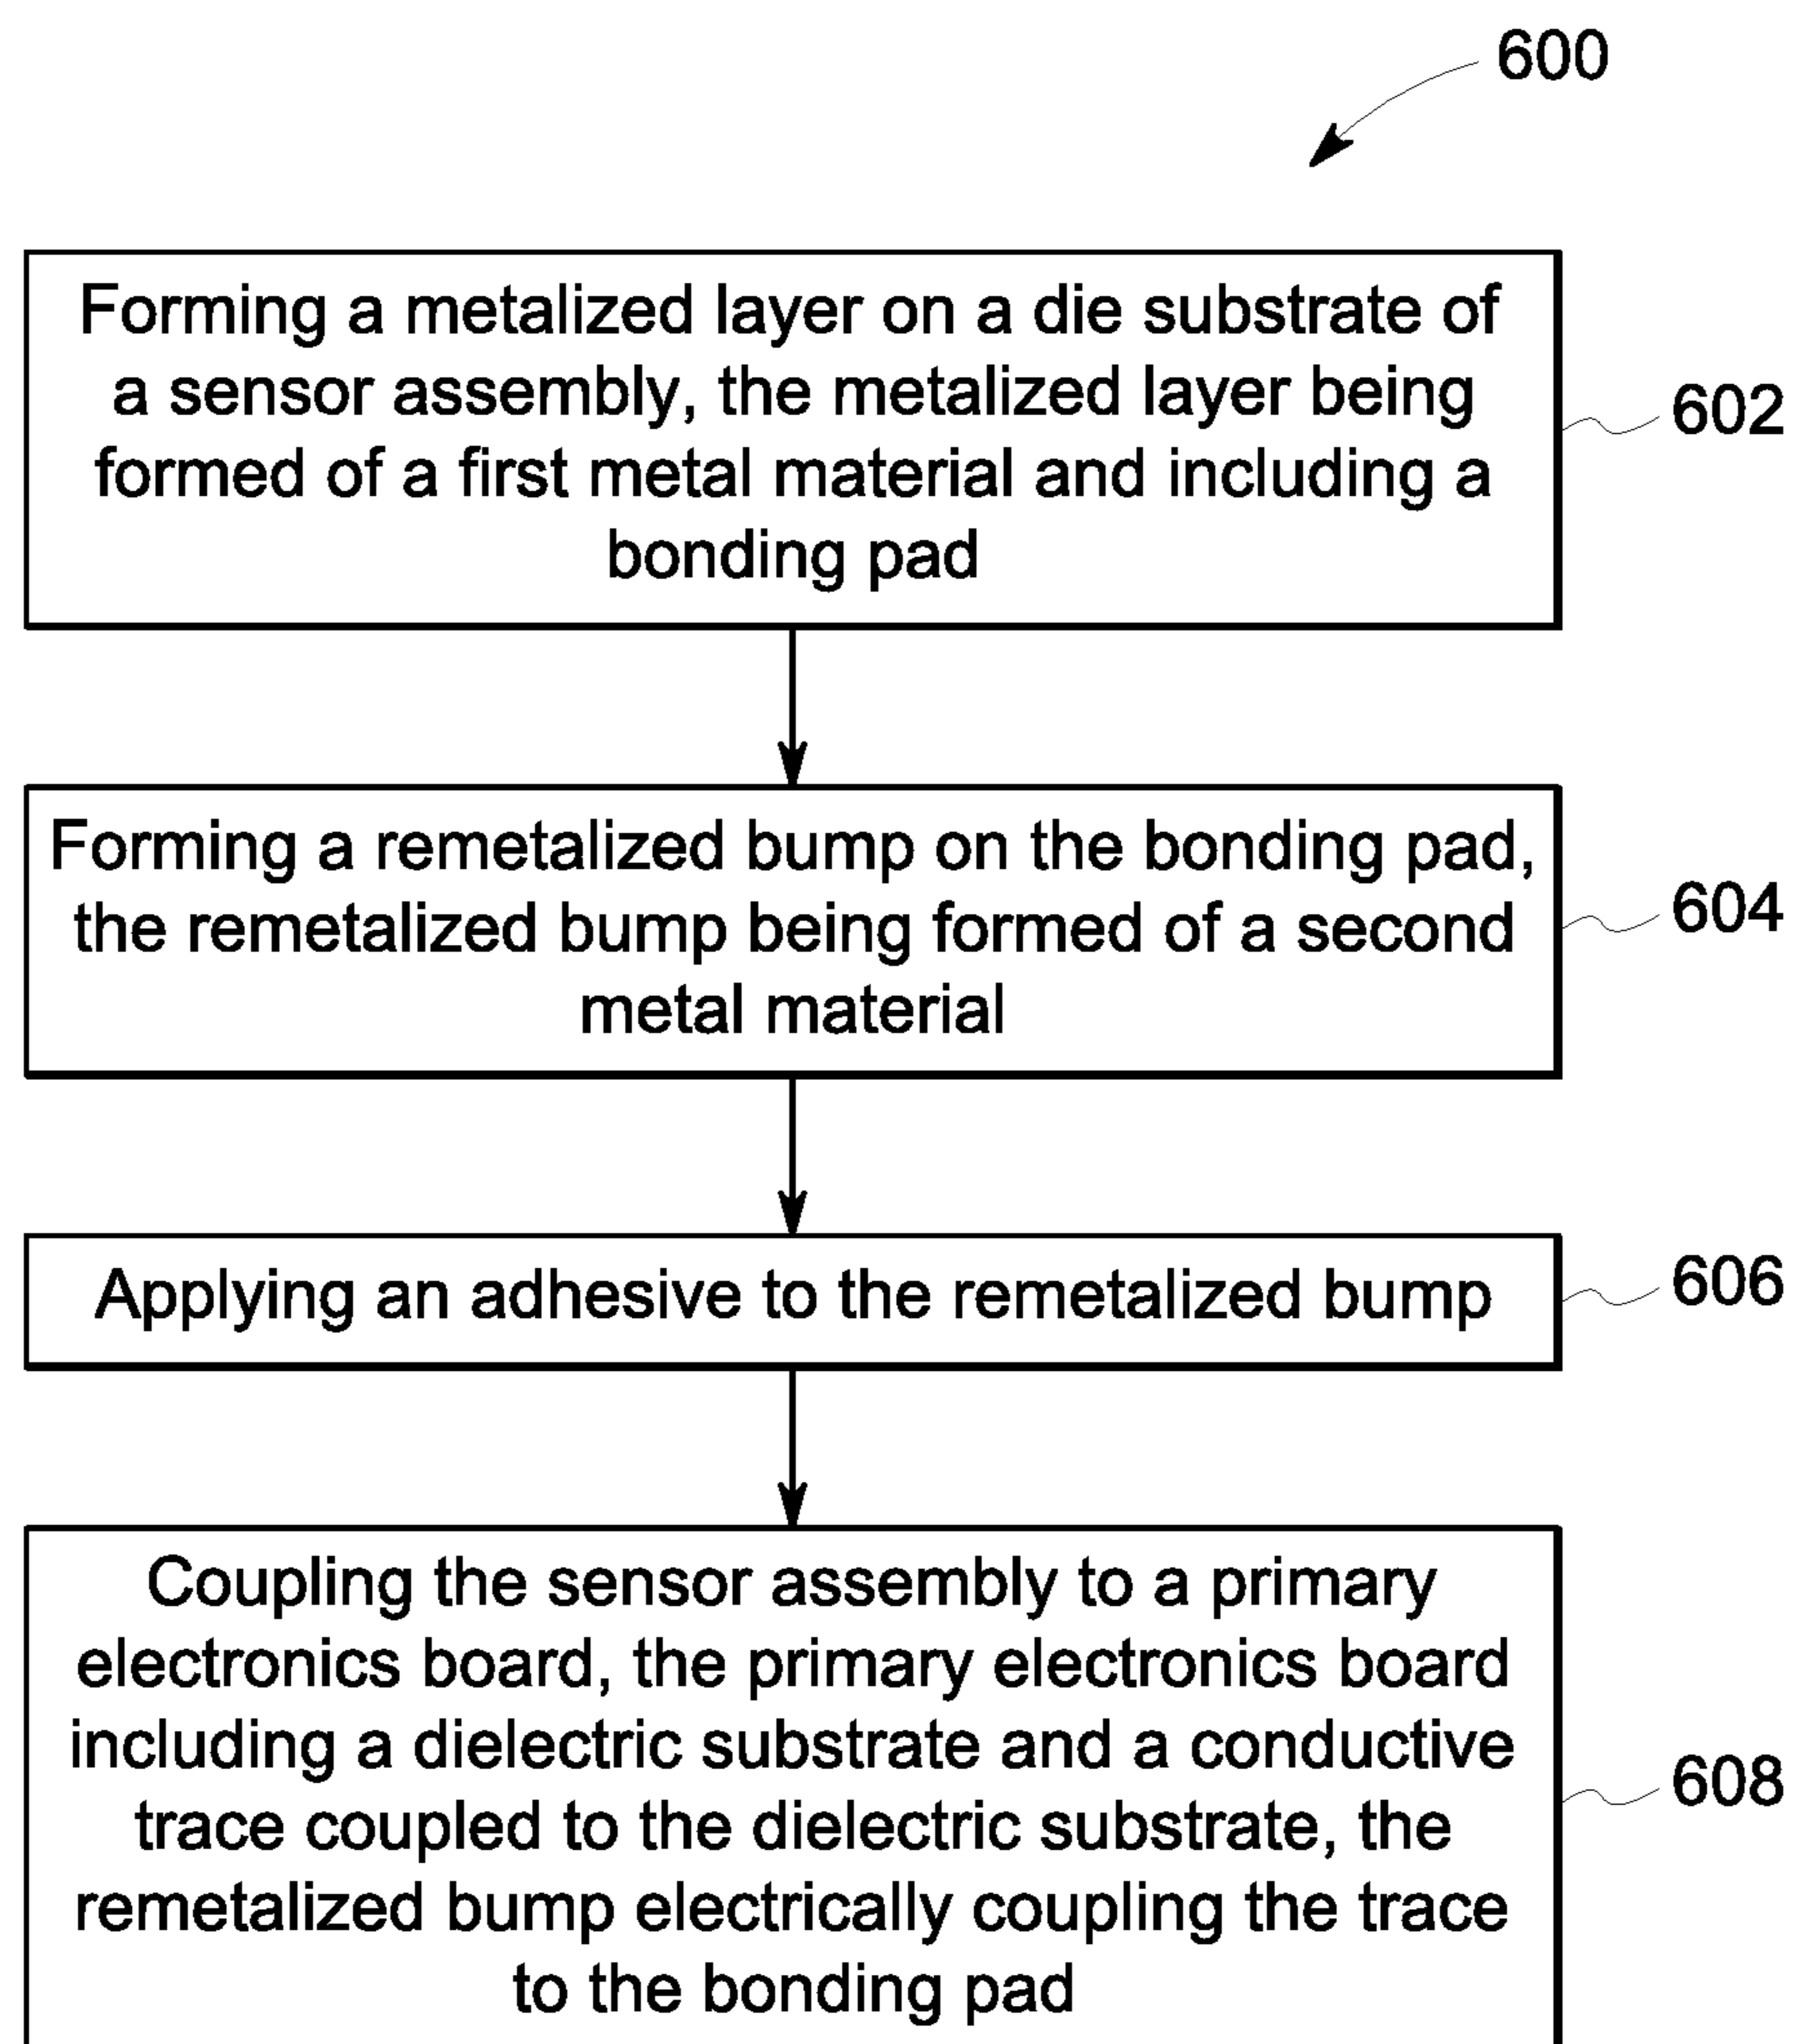 600
Forming a metalized layer on a die substrate of
a sensor assembly, the metalized layer being
formed of a first metal material and including a
bonding pad
602
Forming a remetalized bump on the bonding pad,
the remetalized bump being formed of a second
metal material
604
Applying an adhesive to the remetalized bump
606
Coupling the sensor assembly to a primary
electronics board, the primary electronics board
including a dielectric substrate and a conductive
trace coupled to the dielectric substrate, the
remetalized bump electrically coupling the trace
to the bonding pad
608